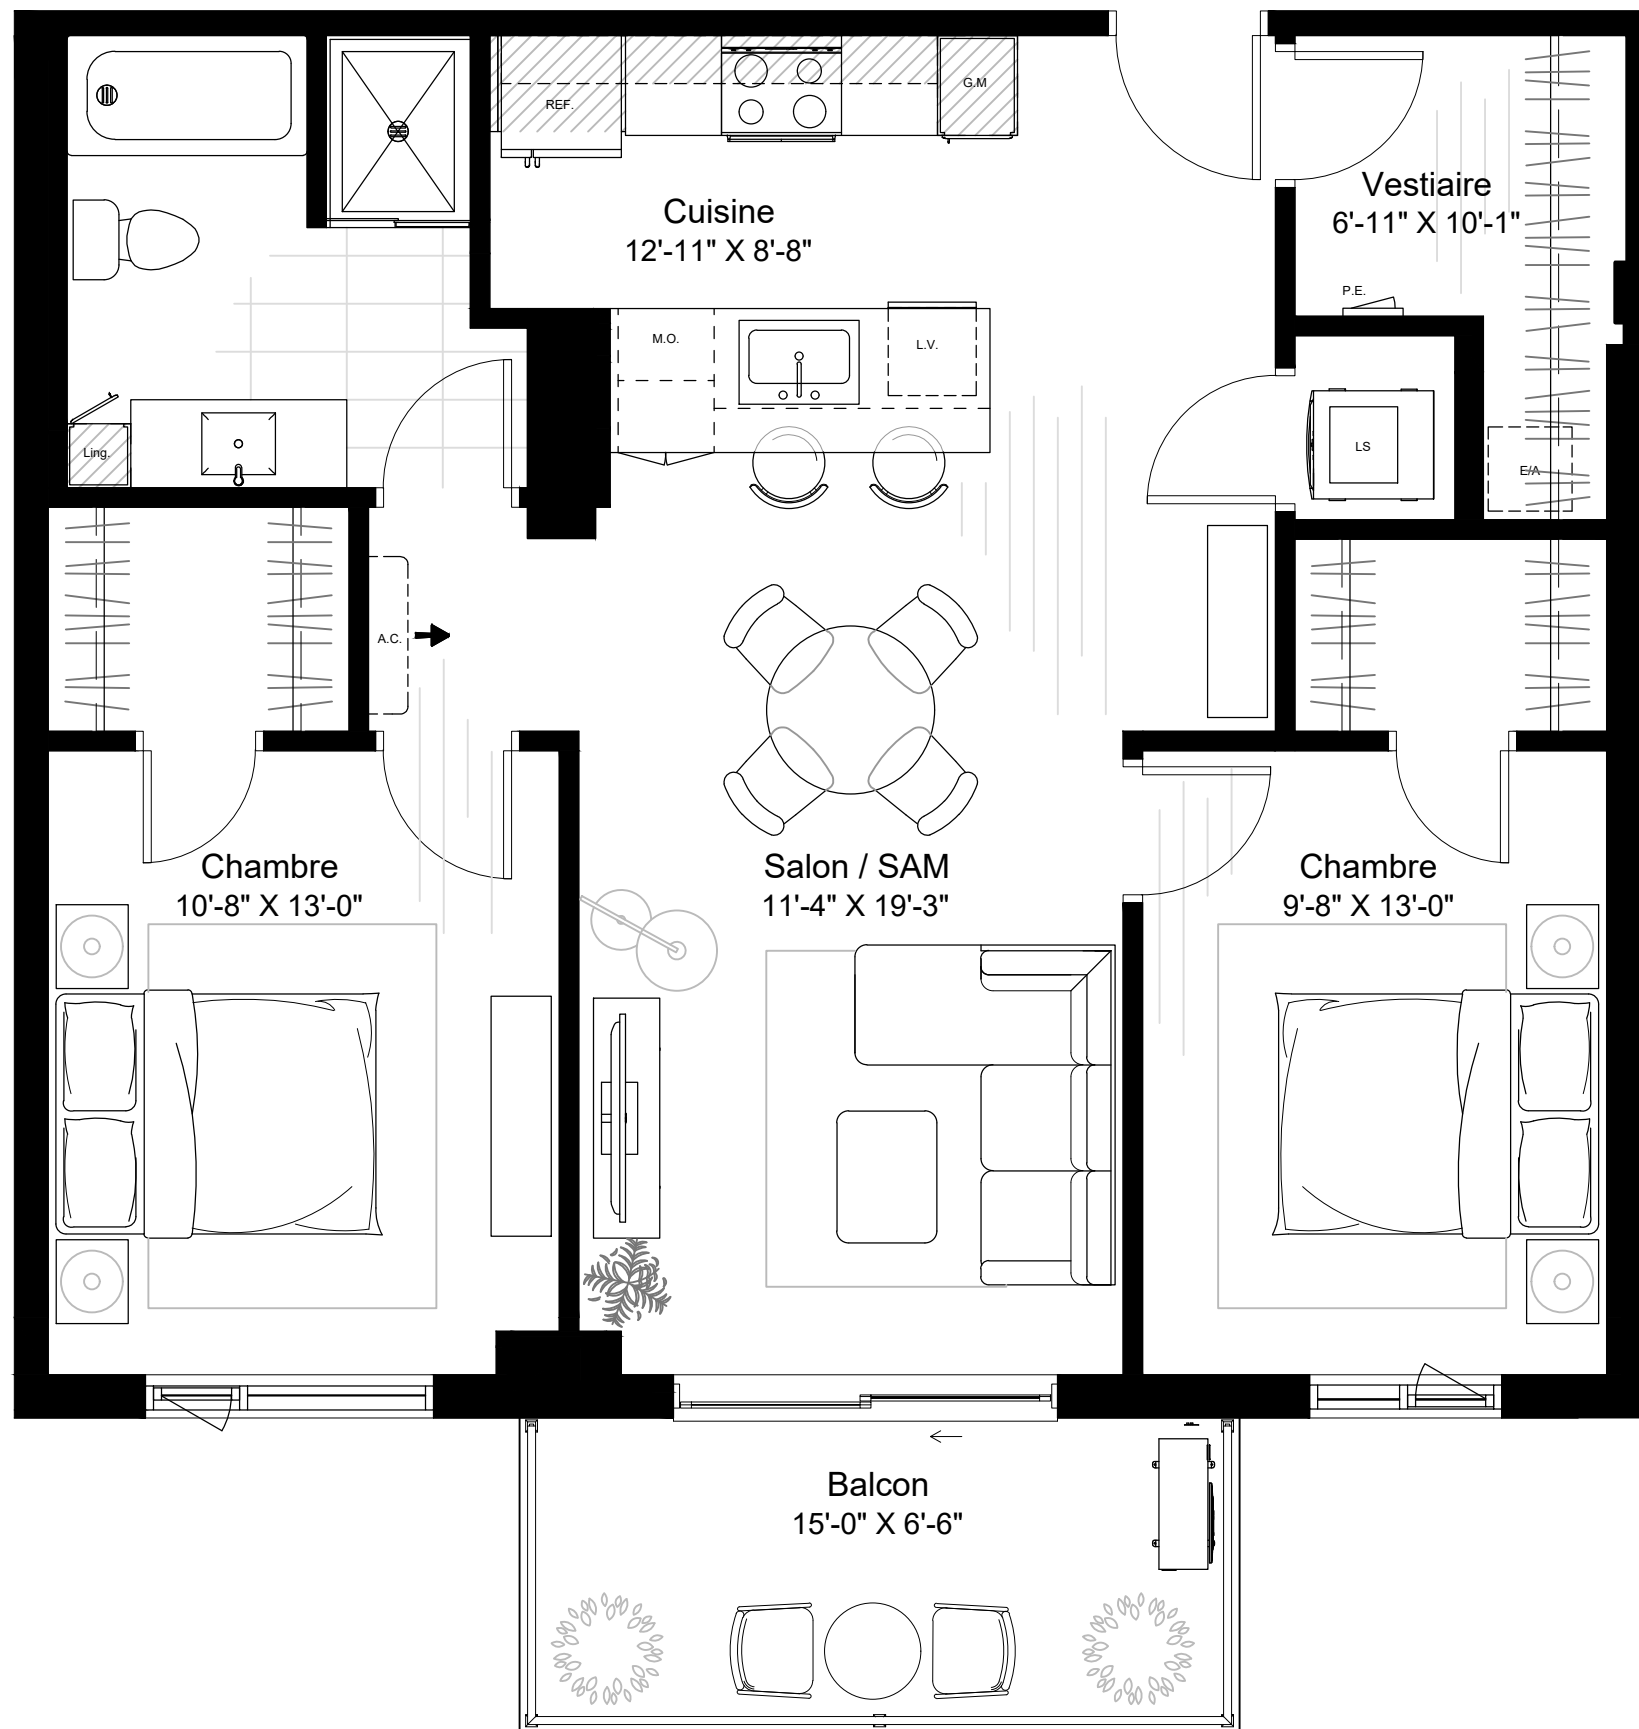 REF.
G.M
Cuisine
12'-11" X 8'-8"
Vestiaire
6'-11" X 10'-1"
P.E.
M.O.
L.V.
Ling.
LS
E/A
A.C.
Chambre
10'-8" X 13'-0"
Salon / SAM
11'-4" X 19'-3"
Chambre
9'-8" X 13'-0"
Balcon
15'-0" X 6'-6"